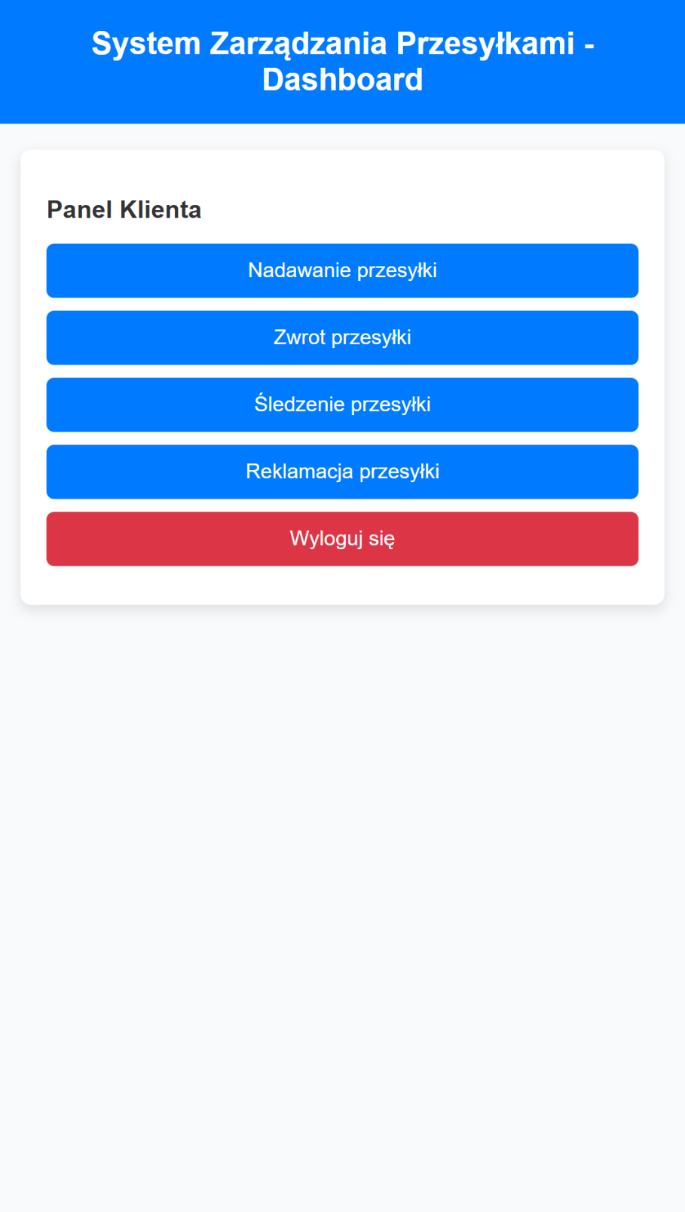 System Zarządzania Przesyłkami -
Dashboard
Panel Klienta
Nadawanie przesyłki
Zwrot przesyłki
Śledzenie przesyłki
Reklamacja przesyłki
Wyloguj się